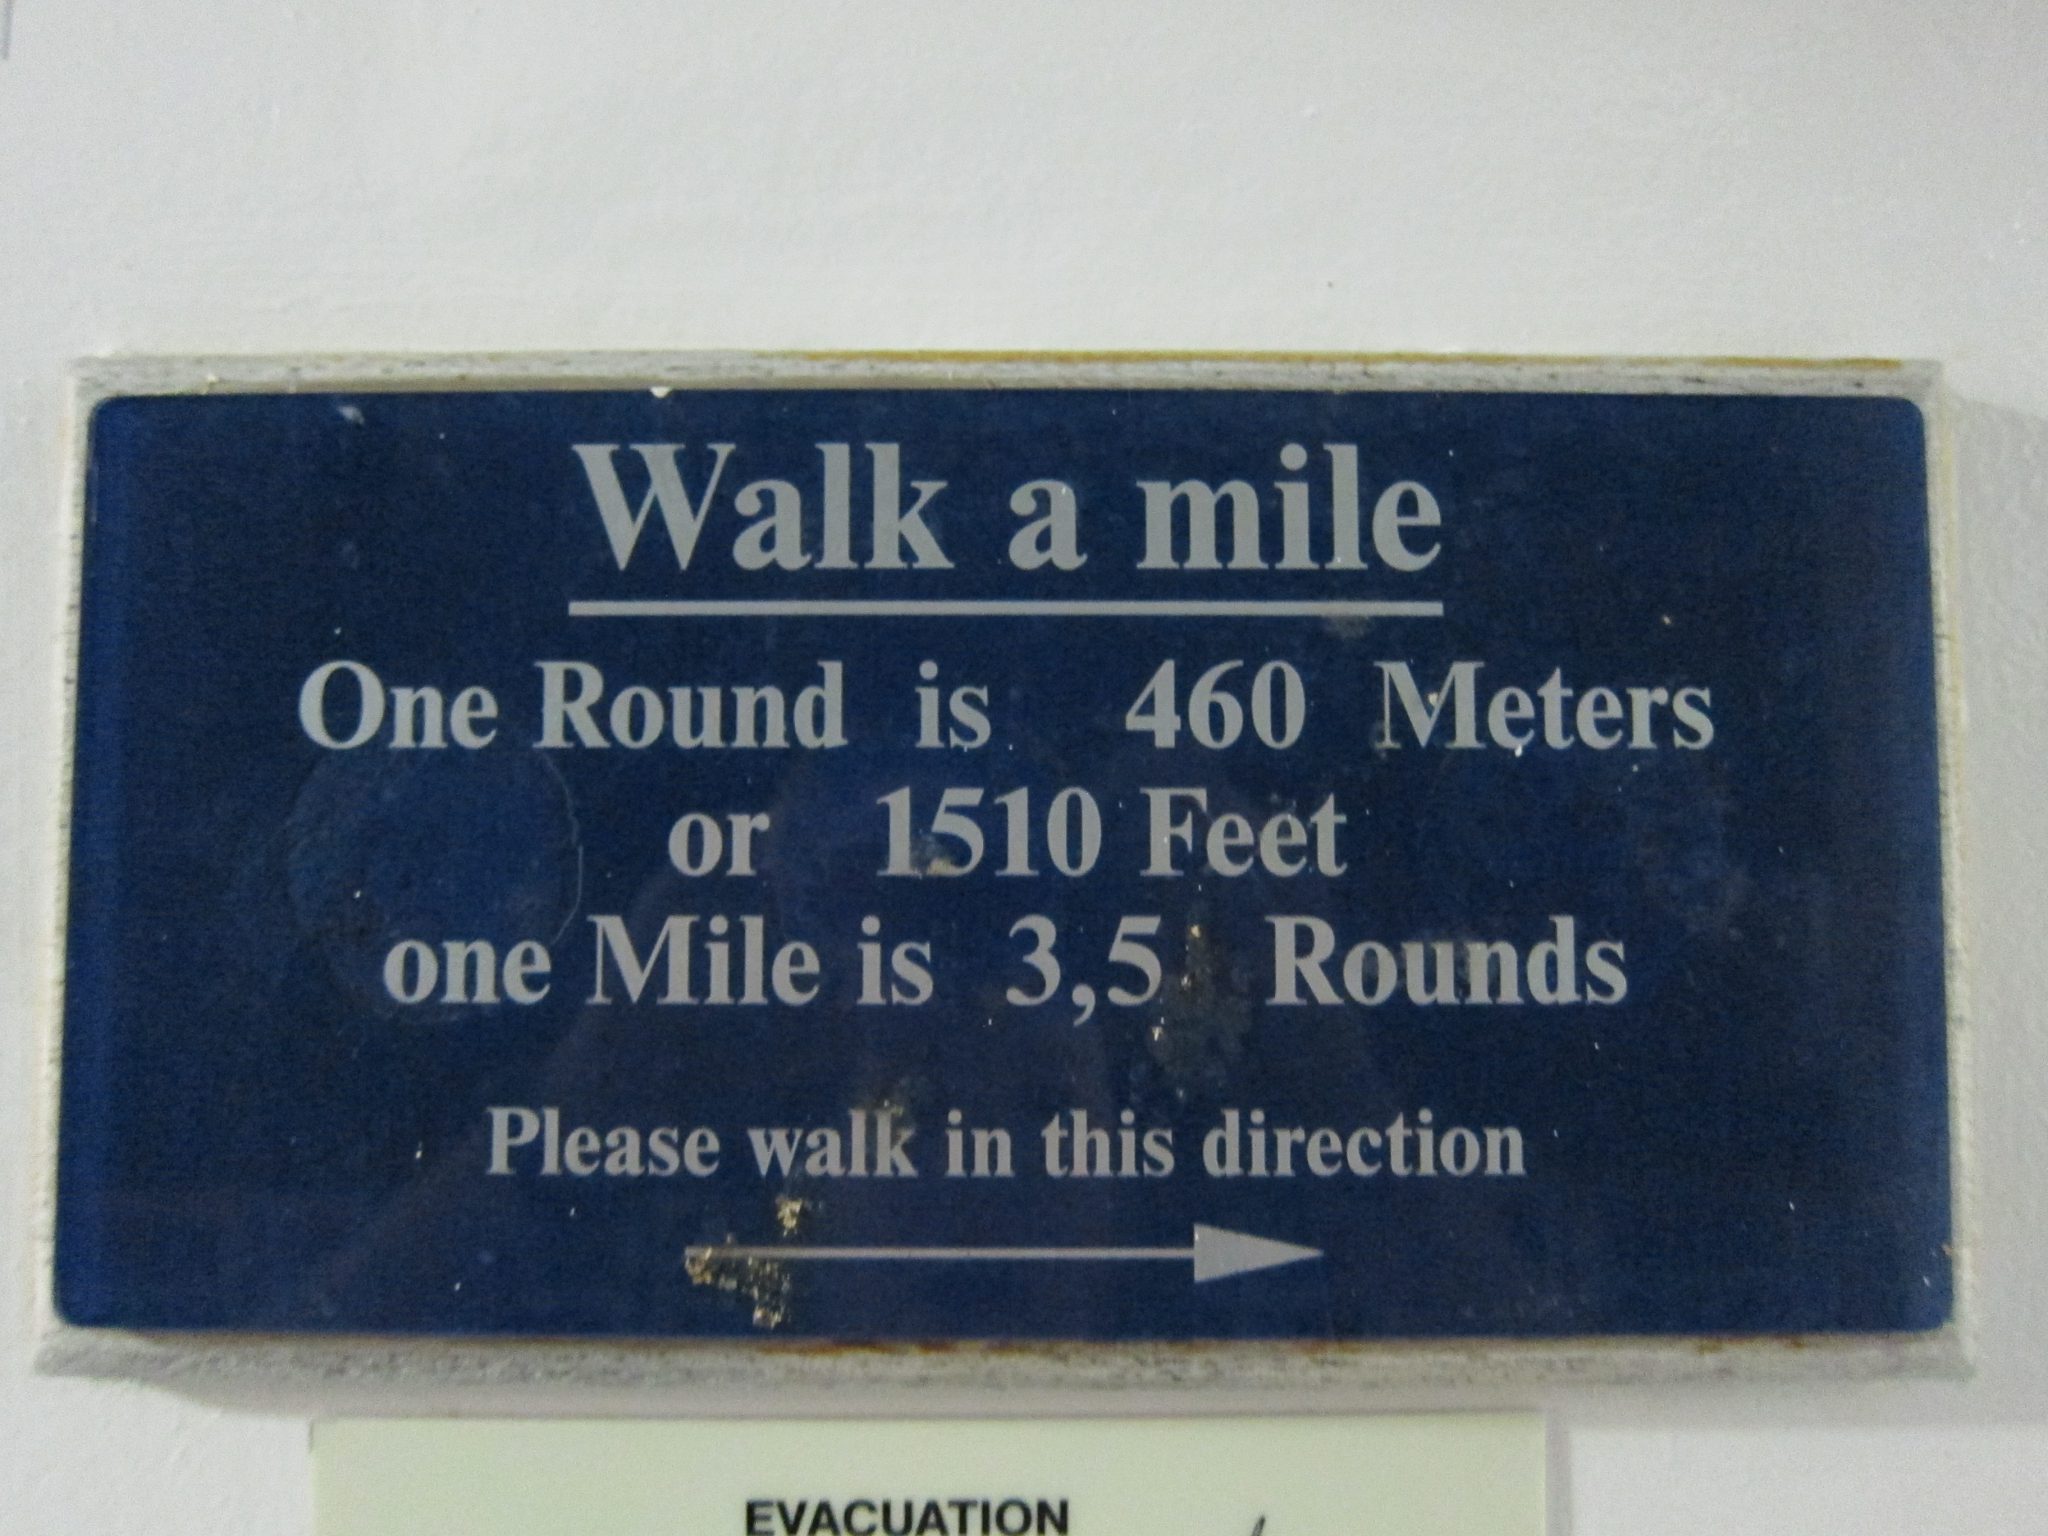 Walk a mile
One Round is 460 Meters
or 1510 Feet
one Mile is 3,5 Rounds
Please walk in this direction
EVACUATION